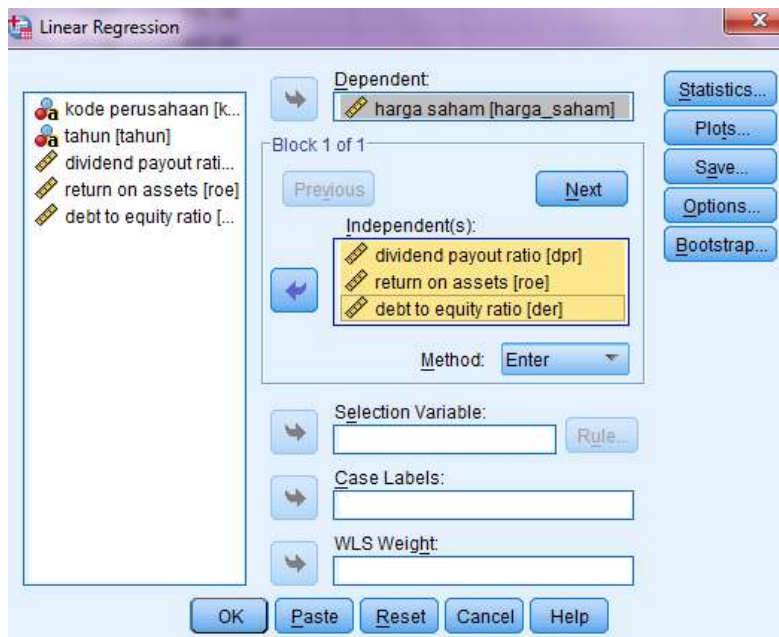 Linear Regression
kode perusahaan [k...
tahun [tahun]
dividend payout rati...
return on assets [roe]
debt to equity ratio [...
Dependent:
harga saham [harga_saham]
Block 1 of 1
Previous
Next
Independent(s):
dividend payout ratio [dpr]
return on assets [roe]
debt to equity ratio [der]
Method:
Enter
Selection Variable:
Rule...
Case Labels:
WLS Weight:
Statistics...
Plots...
Save...
Options...
Bootstrap...
OK
Paste
Reset
Cancel
Help